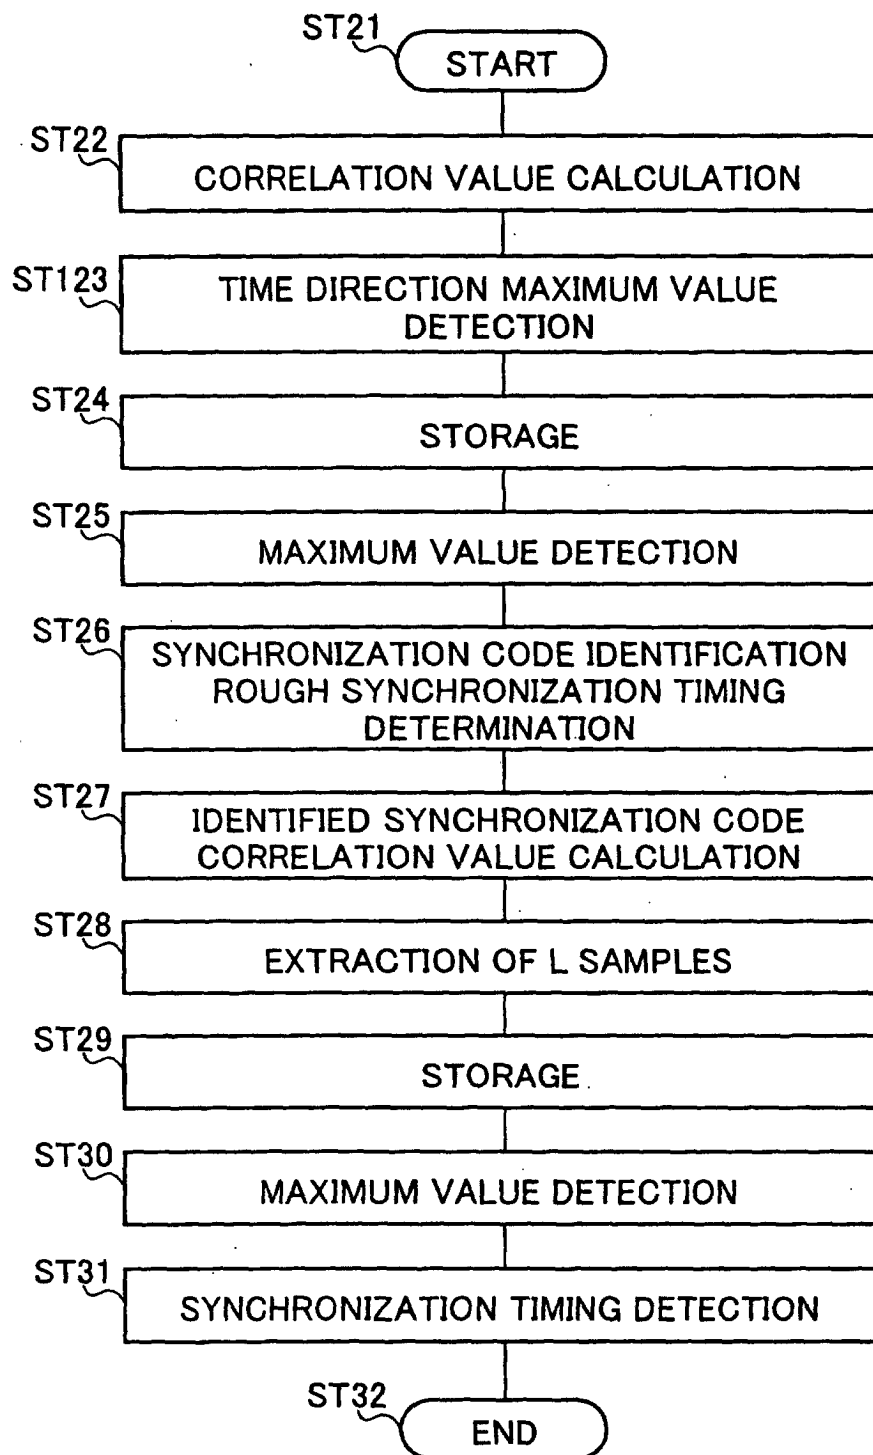 ST21
START
ST22
CORRELATION VALUE CALCULATION
ST123
TIME DIRECTION MAXIMUM VALUE
DETECTION
ST24
STORAGE
ST25
MAXIMUM VALUE DETECTION
ST26
SYNCHRONIZATION CODE IDENTIFICATION
ROUGH SYNCHRONIZATION TIMING
DETERMINATION
ST27
IDENTIFIED SYNCHRONIZATION CODE
CORRELATION VALUE CALCULATION
ST28
EXTRACTION OF L SAMPLES
ST29
STORAGE
ST30
MAXIMUM VALUE DETECTION
ST31
SYNCHRONIZATION TIMING DETECTION
ST32
END